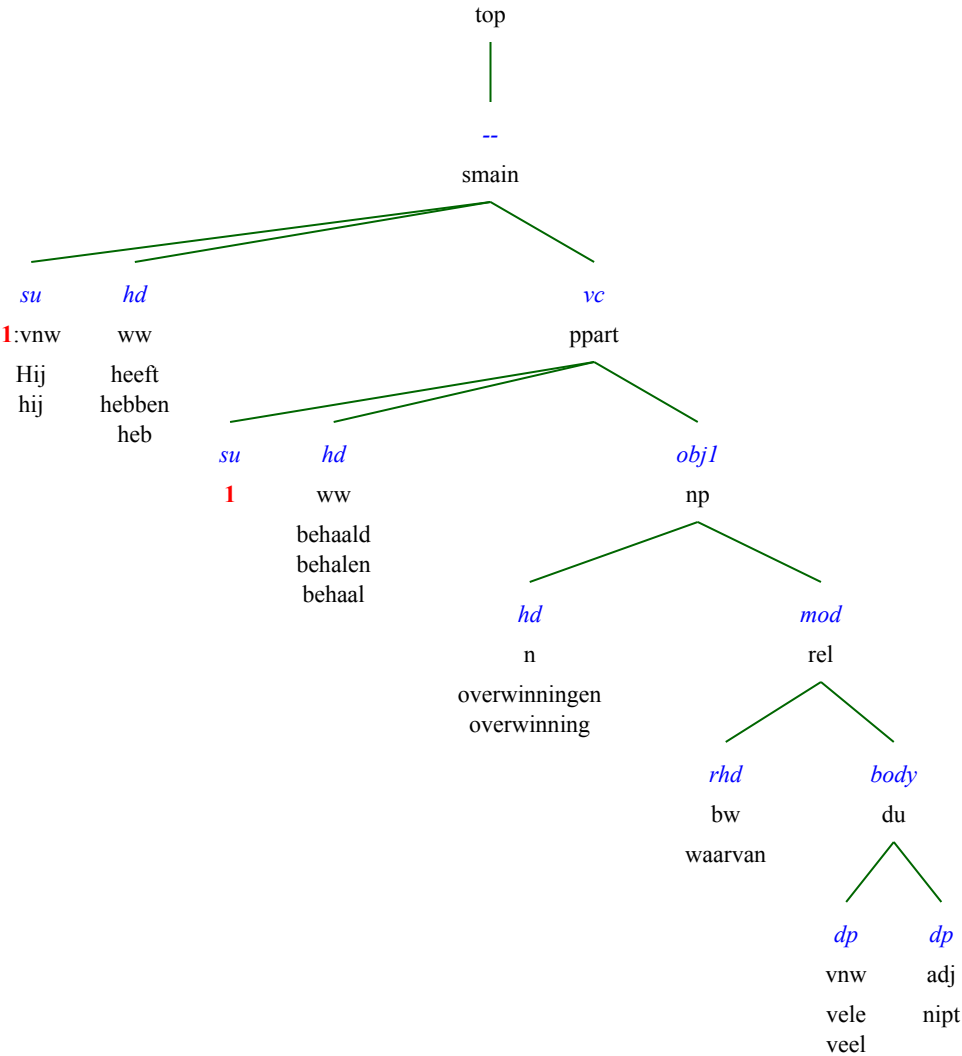 top
--
smain
su hd vc
1:vnw ww ppart
Hij heeft
hij hebben
heb
su hd obj1
1 ww np
behaald
behalen
behaal
hd mod
n rel
overwinningen
overwinning
rhd body
bw du
waarvan
dp dp
vnw adj
vele nipt
veel